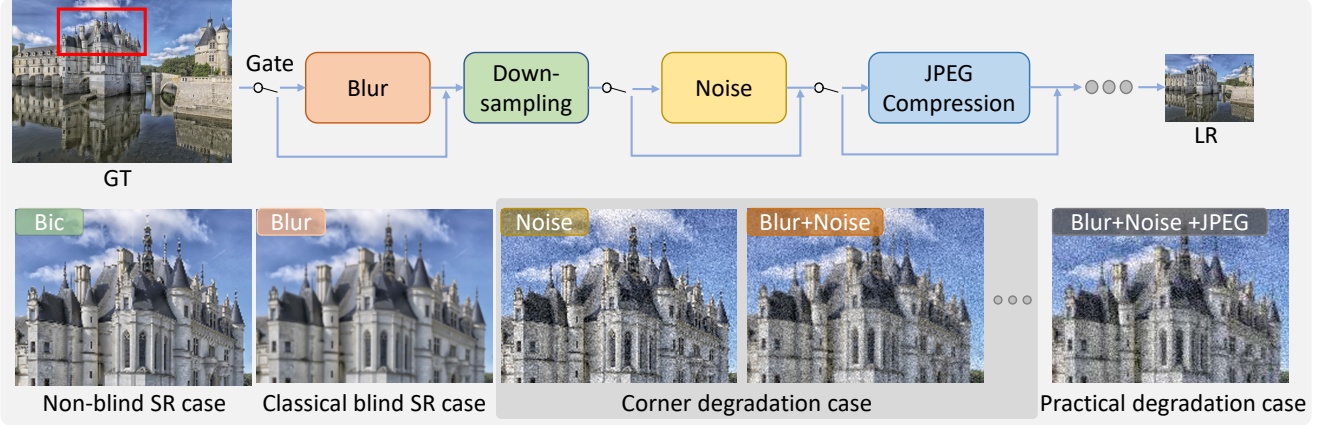 Gate
Blur
Down-
sampling
Noise
JPEG
Compression
GT
LR
Bic
Blur
Noise
Blur+Noise
Blur+Noise +JPEG
Non-blind SR case
Classical blind SR case
Corner degradation case
Practical degradation case